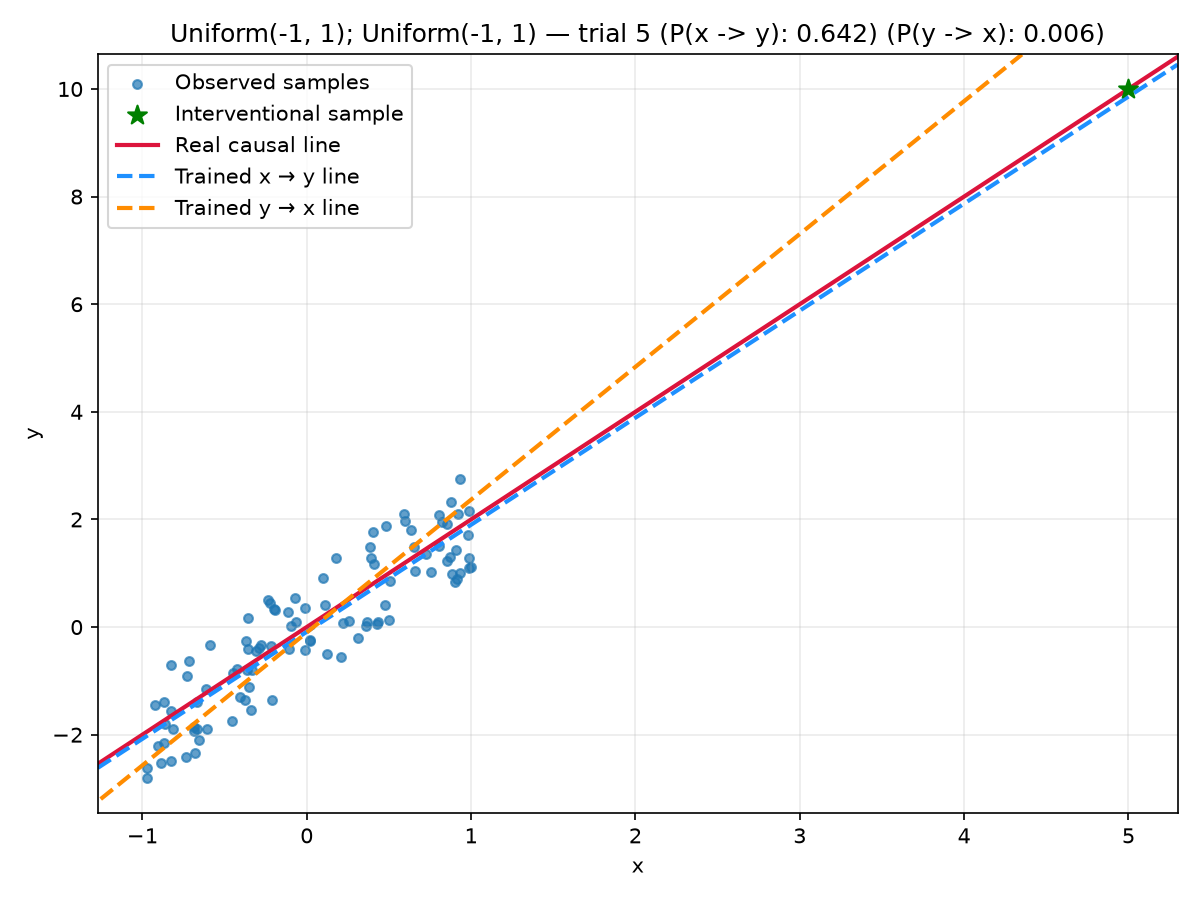 Uniform(-1, 1); Uniform(-1, 1) — trial 5 (P(x -> y): 0.642) (P(y -> x): 0.006)
Observed samples
Interventional sample
Real causal line
Trained x → y line
Trained y → x line
10
8
6
4
2
0
−2
y
−1
0
1
2
3
4
5
x